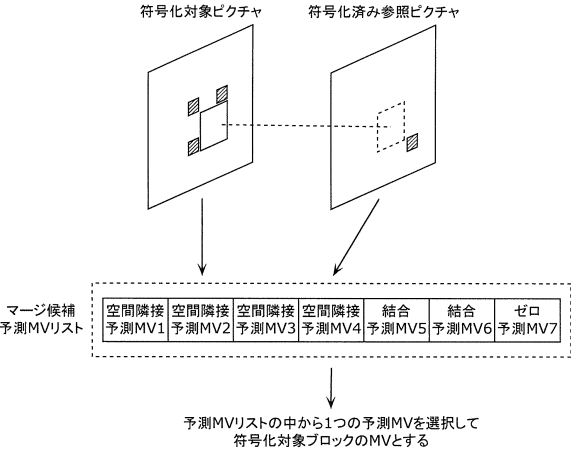 符号化対象ピクチャ
符号化済み参照ピクチャ
マージ候補
予測MVリスト
空間隣接
予測MV1
空間隣接
予測MV2
空間隣接
予測MV3
空間隣接
予測MV4
結合
予測MV5
結合
予測MV6
ゼロ
予測MV7
予測MVリストの中から1つの予測MVを選択して
符号化対象ブロックのMVとする